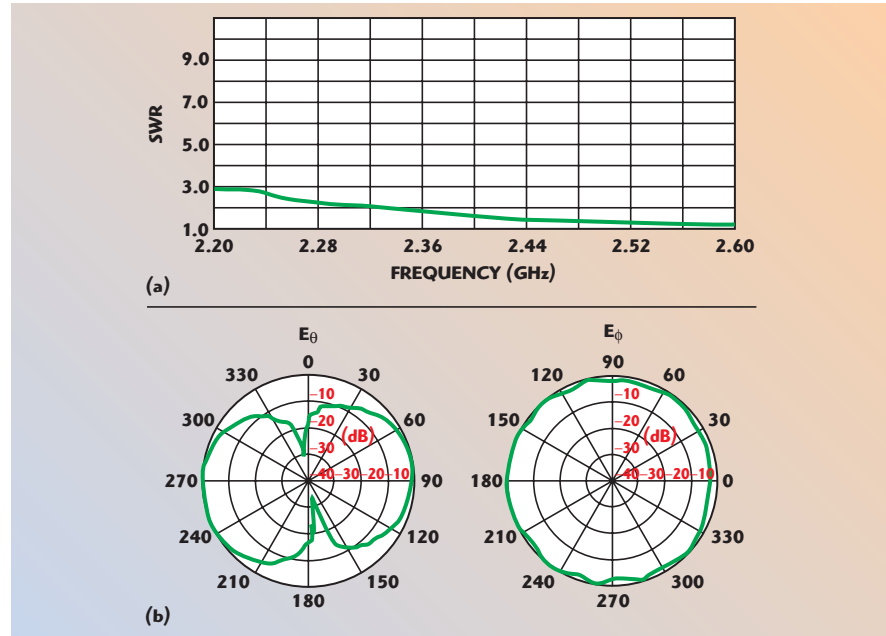 9.0
7.0
5.0
3.0
1.0
SWR
2.20 2.28 2.36 2.44 2.52 2.60
FREQUENCY (GHz)
(a)
Eθ
0
330 30
300 60
270 90
240 120
210 150
180
–10
–20
(dB)
–30
–40 –30 –20 –10
Eϕ
90
120 60
150 30
180 0
210 330
240 300
270
–10
–20
(dB)
–30
–40 –30 –20 –10
(b)